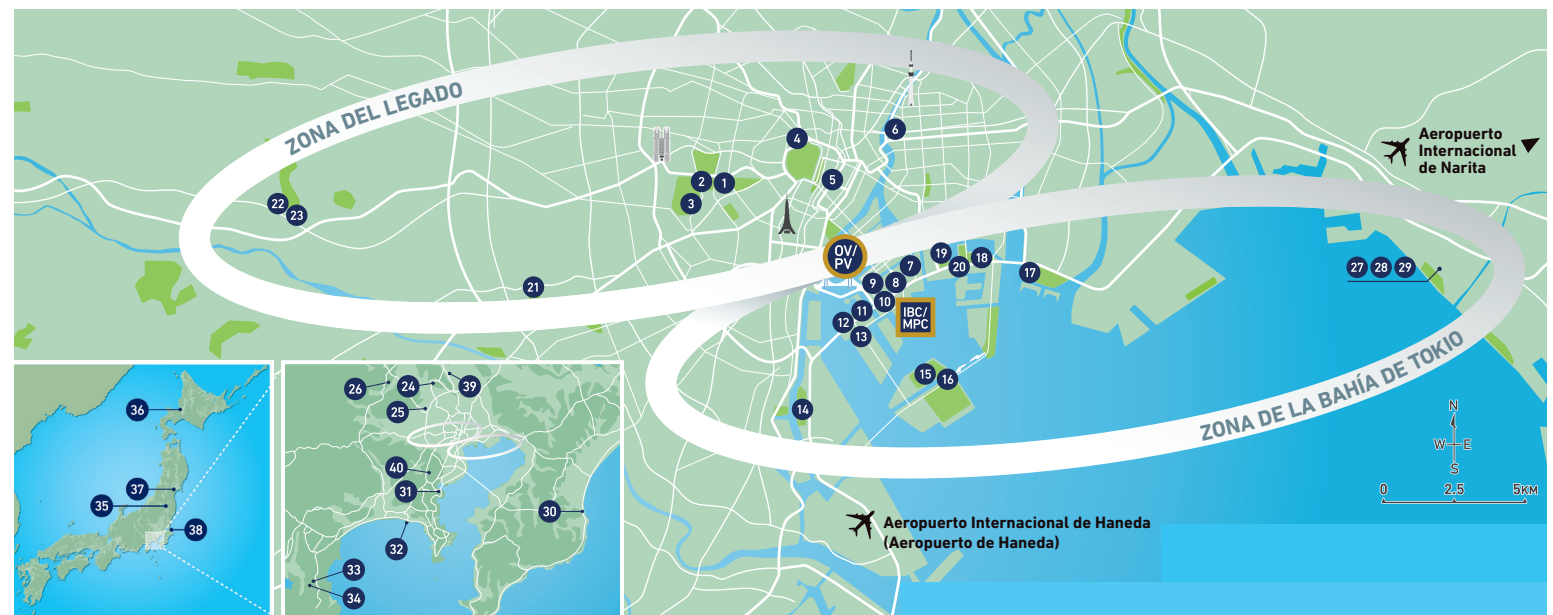 ZONA DEL LEGADO
4
6
Aeropuerto
Internacional
de Narita
2
1
5
3
22
23
OV/
PV
19
20
18
7
17
27
28
29
21
9
8
10
11
12
13
IBC/
MPC
15
16
14
ZONA DE LA BAHÍA DE TOKIO
N
W
E
S
0
2.5
5KM
Aeropuerto Internacional de Haneda
(Aeropuerto de Haneda)
36
37
35
38
26
24
39
25
40
31
30
32
33
34